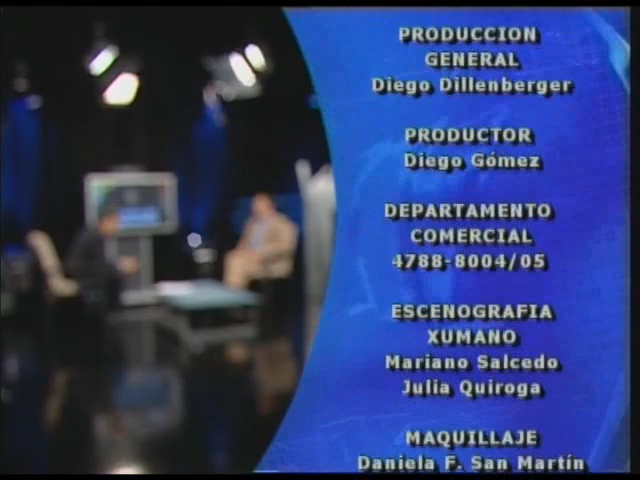 PRODUCCION
GENERAL
Diego Dillenberger
PRODUCTOR
Diego Gómez
DEPARTAMENTO
COMERCIAL
4788-8004/05
ESCENOGRAFIA
XUMANO
Mariano Salcedo
Julia Quiroga
MAQUILLAJE
Daniela F. San Martín